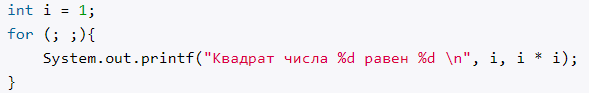 int i = 1;
for (; ;){
    System.out.printf("Квадрат числа %d равен %d \n", i, i * i);
}